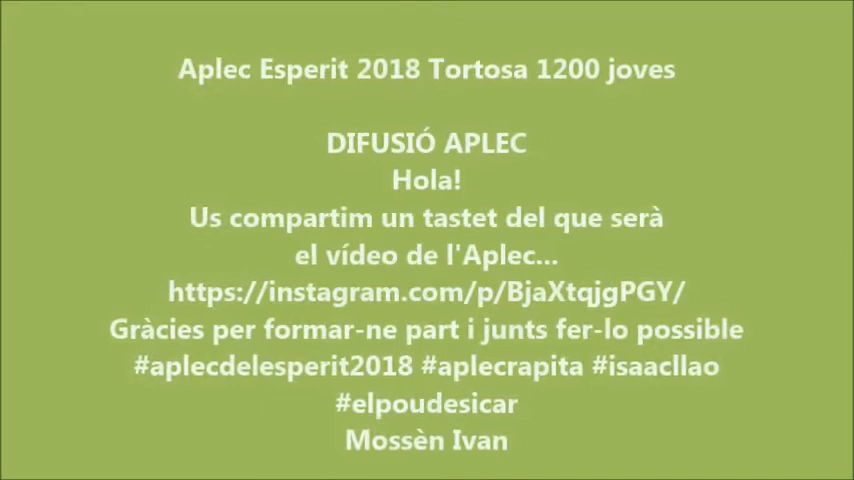 Aplec Esperit 2018 Tortosa 1200 joves
DIFUSIÓ APLEC
Hola!
Us compartim un tastet del que serà
el vídeo de l'Aplec...
https://instagram.com/p/BjaXtqjgPGY/
Gràcies per formar-ne part i junts fer-lo possible
#aplecdelesperit2018 #aplecrapita #isaacllao
#elpoudesicar
Mossèn Ivan